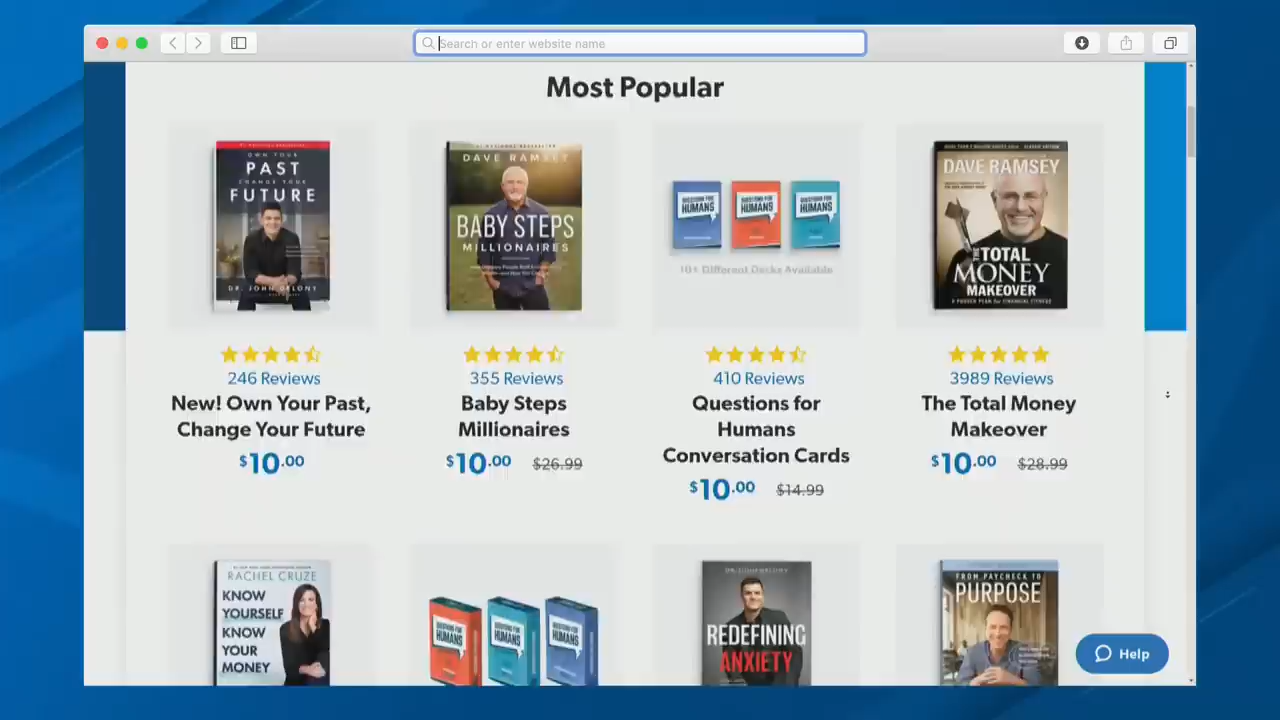 Search or enter website name
Most Popular
OWN YOUR
PAST
CHANGE YOUR
FUTURE
DR. JOHN DELONY
DAVE RAMSEY
BABY STEPS
MILLIONAIRES
QUESTIONS FOR
HUMANS
QUESTIONS FOR
HUMANS
QUESTIONS FOR
HUMANS
10+ Different Decks Available
DAVE RAMSEY
THE TOTAL
MONEY
MAKEOVER
A PROVEN PLAN for FINANCIAL FITNESS
246 Reviews
355 Reviews
410 Reviews
3989 Reviews
New! Own Your Past,
Change Your Future
$10.00
Baby Steps
Millionaires
$10.00 $26.99
Questions for
Humans
Conversation Cards
$10.00 $14.99
The Total Money
Makeover
$10.00 $28.99
RACHEL CRUZE
KNOW
YOURSELF
KNOW
YOUR
MONEY
QUESTIONS FOR
HUMANS
QUESTIONS FOR
HUMANS
QUESTIONS FOR
HUMANS
DR. JOHN DELONY
REDEFINING
ANXIETY
FROM PAYCHECK TO
PURPOSE
Help